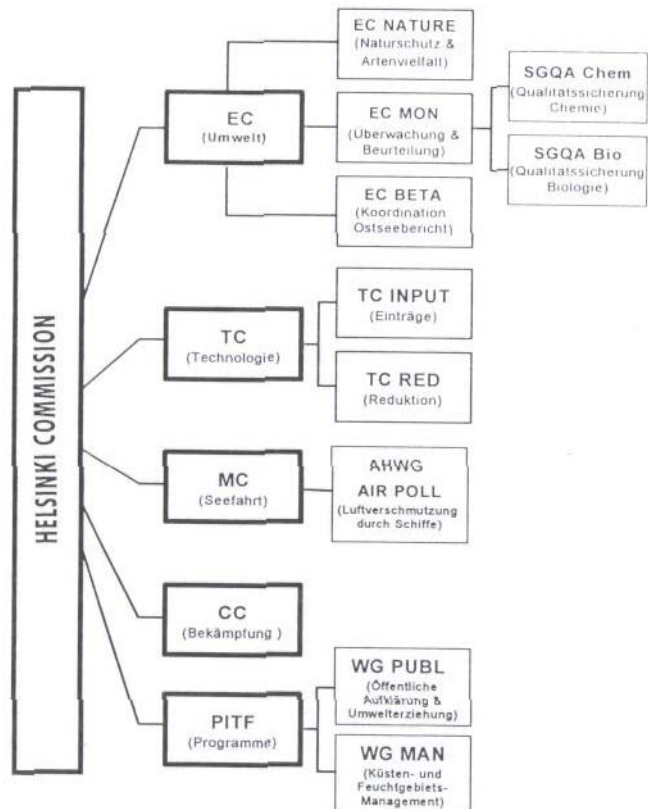 HELSINKI COMMISSION
EC
(Umwelt)
EC NATURE
(Naturschutz &
Artenvielfalt)
EC MON
(Überwachung &
Beurteilung)
SGQA Chem
(Qualitätssicherung
Chemie)
SGQA Bio
(Qualitätssicherung
Biologie)
EC BETA
(Koordination
Ostseebericht)
TC
(Technologie)
TC INPUT
(Einträge)
TC RED
(Reduktion)
MC
(Seefahrt)
AHWG
AIR POLL
(Luftverschmutzung
durch Schiffe)
CC
(Bekämpfung )
PITF
(Programme)
WG PUBL
(Öffentliche
Aufklärung &
Umwelterziehung)
WG MAN
(Küsten- und
Feuchtgebiets-
Management)